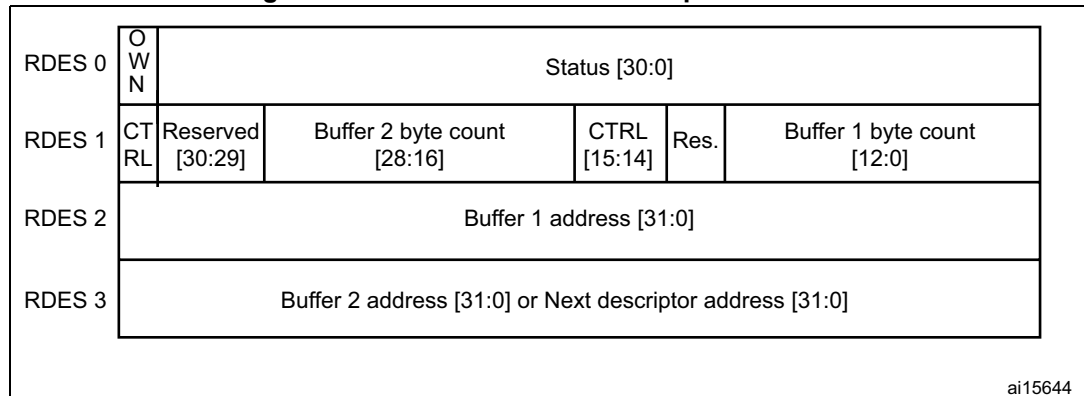 RDES 0
O
W
N
Status [30:0]
RDES 1
CT
RL
Reserved
[30:29]
Buffer 2 byte count
[28:16]
CTRL
[15:14]
Res.
Buffer 1 byte count
[12:0]
RDES 2
Buffer 1 address [31:0]
RDES 3
Buffer 2 address [31:0] or Next descriptor address [31:0]
ai15644